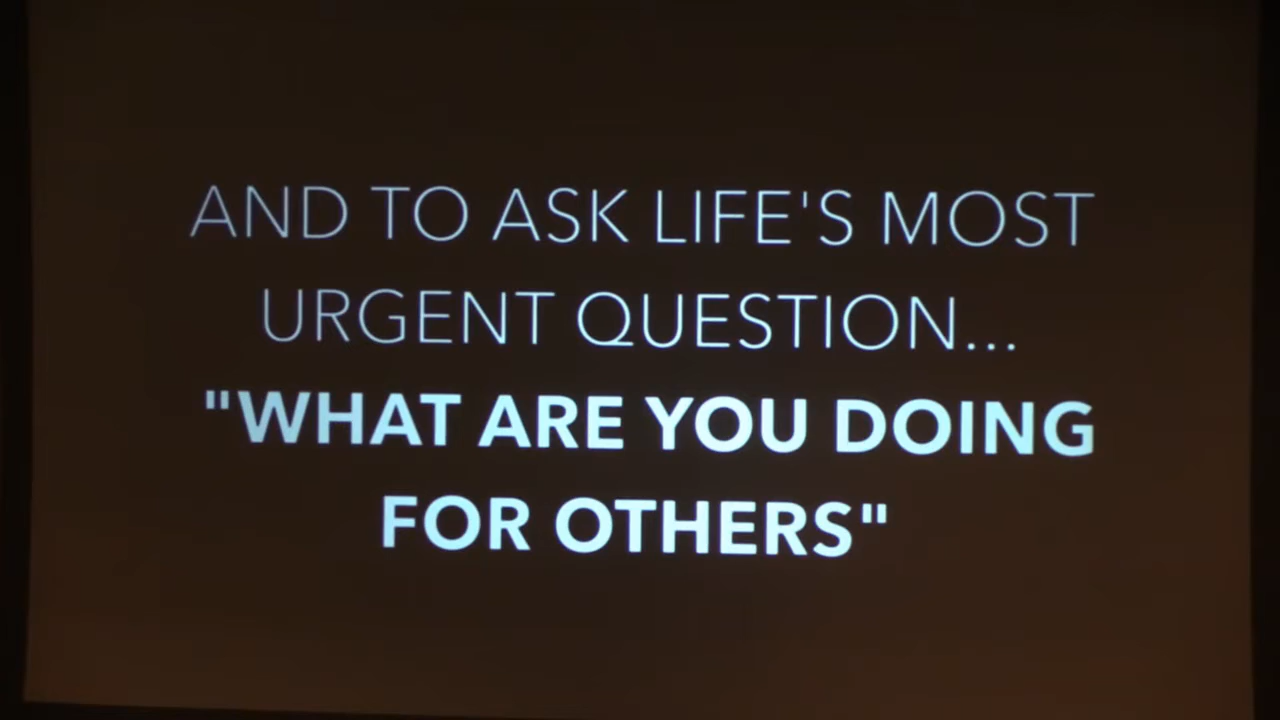 AND TO ASK LIFE'S MOST
URGENT QUESTION...
"WHAT ARE YOU DOING
FOR OTHERS"